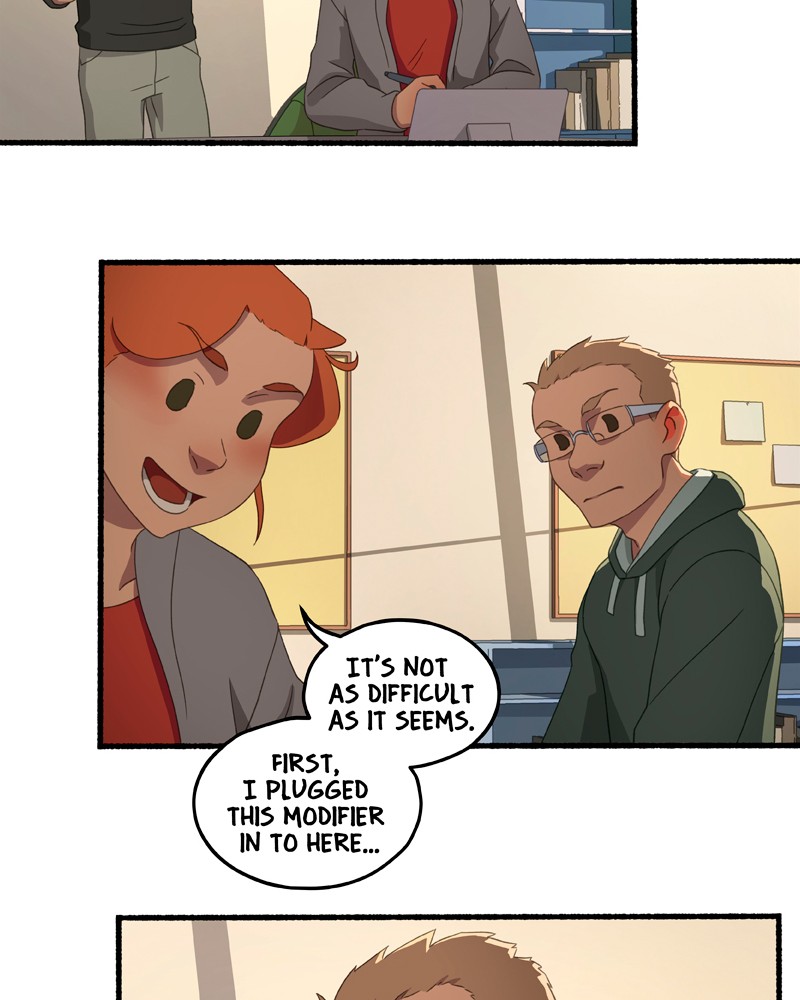 IT'S NOT
AS DIFFICULT
AS IT SEEMS.
FIRST,
I PLUGGED
THIS MODIFIER
IN TO HERE...